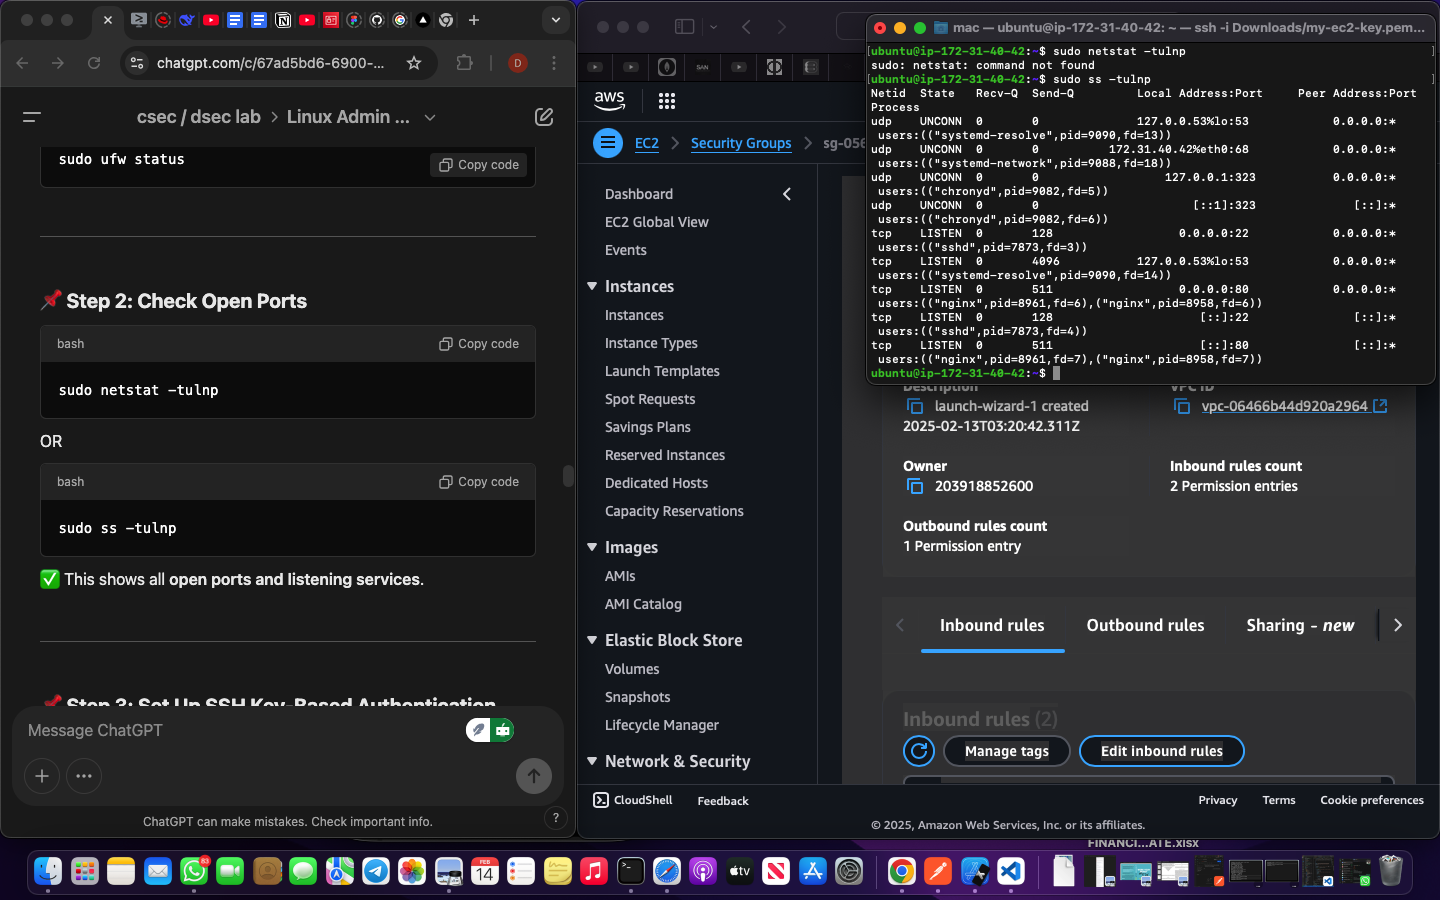 chatgpt.com/c/67ad5bd6-6900-...
D
csec / dsec lab > Linux Admin ...
sudo ufw status
Copy code
📌 Step 2: Check Open Ports
bash
Copy code
sudo netstat -tulnp
OR
bash
Copy code
sudo ss -tulnp
✅ This shows all open ports and listening services.
📌 Step 3: Set Up SSH Key-Based Authentication
Message ChatGPT
ChatGPT can make mistakes. Check important info.
?
aws
EC2 > Security Groups > sg-056
Dashboard
EC2 Global View
Events
Instances
Instances
Instance Types
Launch Templates
Spot Requests
Savings Plans
Reserved Instances
Dedicated Hosts
Capacity Reservations
Images
AMIs
AMI Catalog
Elastic Block Store
Volumes
Snapshots
Lifecycle Manager
Network & Security
mac — ubuntu@ip-172-31-40-42: ~ — ssh -i Downloads/my-ec2-key.pem...
[ubuntu@ip-172-31-40-42:~$ sudo netstat -tulnp ]
sudo: netstat: command not found
[ubuntu@ip-172-31-40-42:~$ sudo ss -tulnp ]
Netid State Recv-Q Send-Q Local Address:Port Peer Address:Port
Process
udp UNCONN 0 0 127.0.0.53%lo:53 0.0.0.0:*
users:(("systemd-resolve",pid=9090,fd=13))
udp UNCONN 0 0 172.31.40.42%eth0:68 0.0.0.0:*
users:(("systemd-network",pid=9088,fd=18))
udp UNCONN 0 0 127.0.0.1:323 0.0.0.0:*
users:(("chronyd",pid=9082,fd=5))
udp UNCONN 0 0 [::1]:323 [::]:*
users:(("chronyd",pid=9082,fd=6))
tcp LISTEN 0 128 0.0.0.0:22 0.0.0.0:*
users:(("sshd",pid=7873,fd=3))
tcp LISTEN 0 4096 127.0.0.53%lo:53 0.0.0.0:*
users:(("systemd-resolve",pid=9090,fd=14))
tcp LISTEN 0 511 0.0.0.0:80 0.0.0.0:*
users:(("nginx",pid=8961,fd=6),("nginx",pid=8958,fd=6))
tcp LISTEN 0 128 [::]:22 [::]:*
users:(("sshd",pid=7873,fd=4))
tcp LISTEN 0 511 [::]:80 [::]:*
users:(("nginx",pid=8961,fd=7),("nginx",pid=8958,fd=7))
ubuntu@ip-172-31-40-42:~$
Description
launch-wizard-1 created
2025-02-13T03:20:42.311Z
VPC ID
vpc-06466b44d920a2964
Owner
203918852600
Inbound rules count
2 Permission entries
Outbound rules count
1 Permission entry
Inbound rules
Outbound rules
Sharing - new
Inbound rules (2)
Manage tags
Edit inbound rules
CloudShell
Feedback
Privacy
Terms
Cookie preferences
© 2025, Amazon Web Services, Inc. or its affiliates.
FINANCI...ATE.xlsx
83
FEB
14
tv